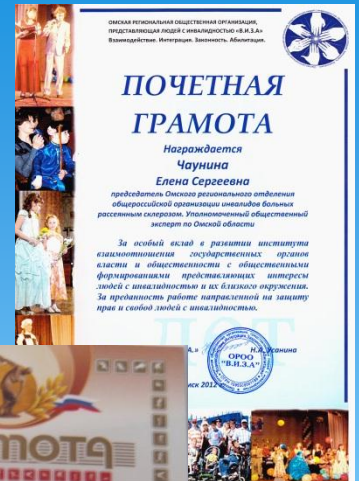 ОМСКАЯ РЕГИОНАЛЬНАЯ ОБЩЕСТВЕННАЯ ОРГАНИЗАЦИЯ,
ПРЕДСТАВЛЯЮЩАЯ ЛЮДЕЙ С ИНВАЛИДНОСТЬЮ «В.И.З.А»
Взаимодействие. Интеграция. Законность. Абилитация.
ПОЧЕТНАЯ
ГРАМОТА
Награждается
Чаунина
Елена Сергеевна
председатель Омского регионального отделения
общероссийской организации инвалидов больных
рассеянным склерозом. Уполномоченный общественный
эксперт по Омской области
За особый вклад в развитии института
взаимоотношения государственных органов
власти и общественности с общественными
формированиями представляющих интересы
людей с инвалидностью и их близкого окружения.
За преданность работе направленной на защиту
прав и свобод людей с инвалидностью.
А.» Н.А. Усанина
ОРОО
"В.И.З.А"
мск 2012
мота